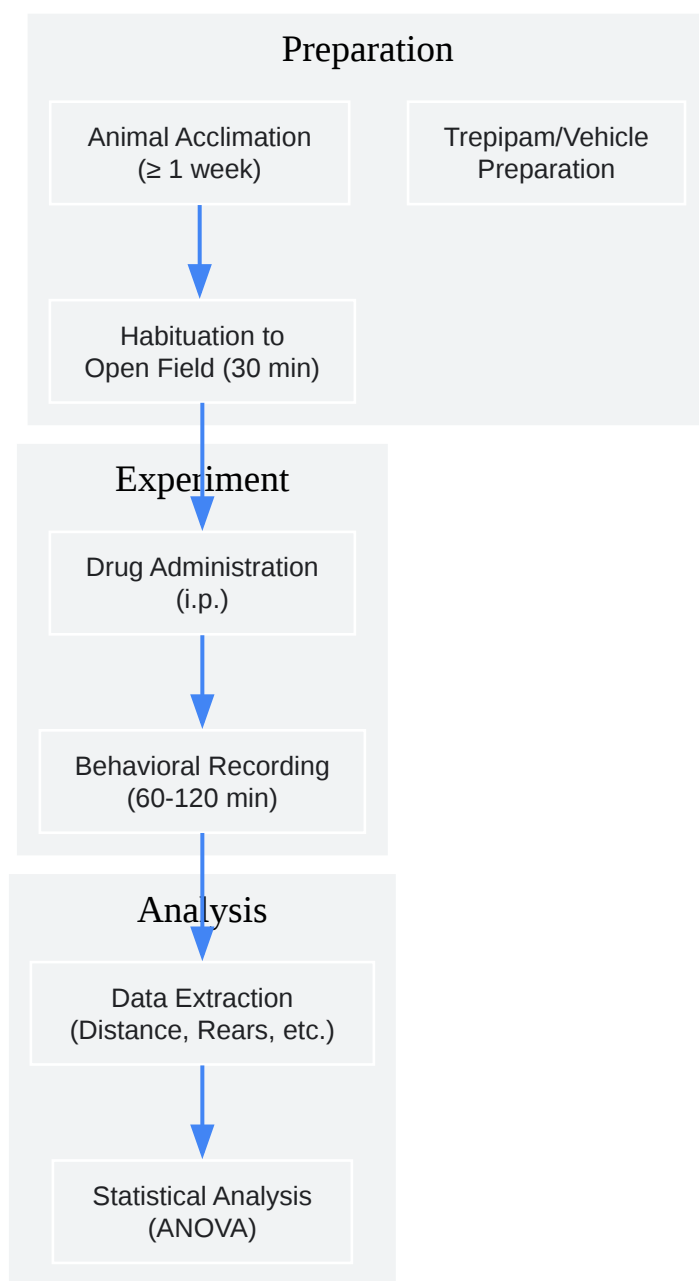 Preparation
Animal Acclimation
(≥ 1 week)
Trepipam/Vehicle
Preparation
Habituation to
Open Field (30 min)
Experiment
Drug Administration
(i.p.)
Behavioral Recording
(60-120 min)
Analysis
Data Extraction
(Distance, Rears, etc.)
Statistical Analysis
(ANOVA)